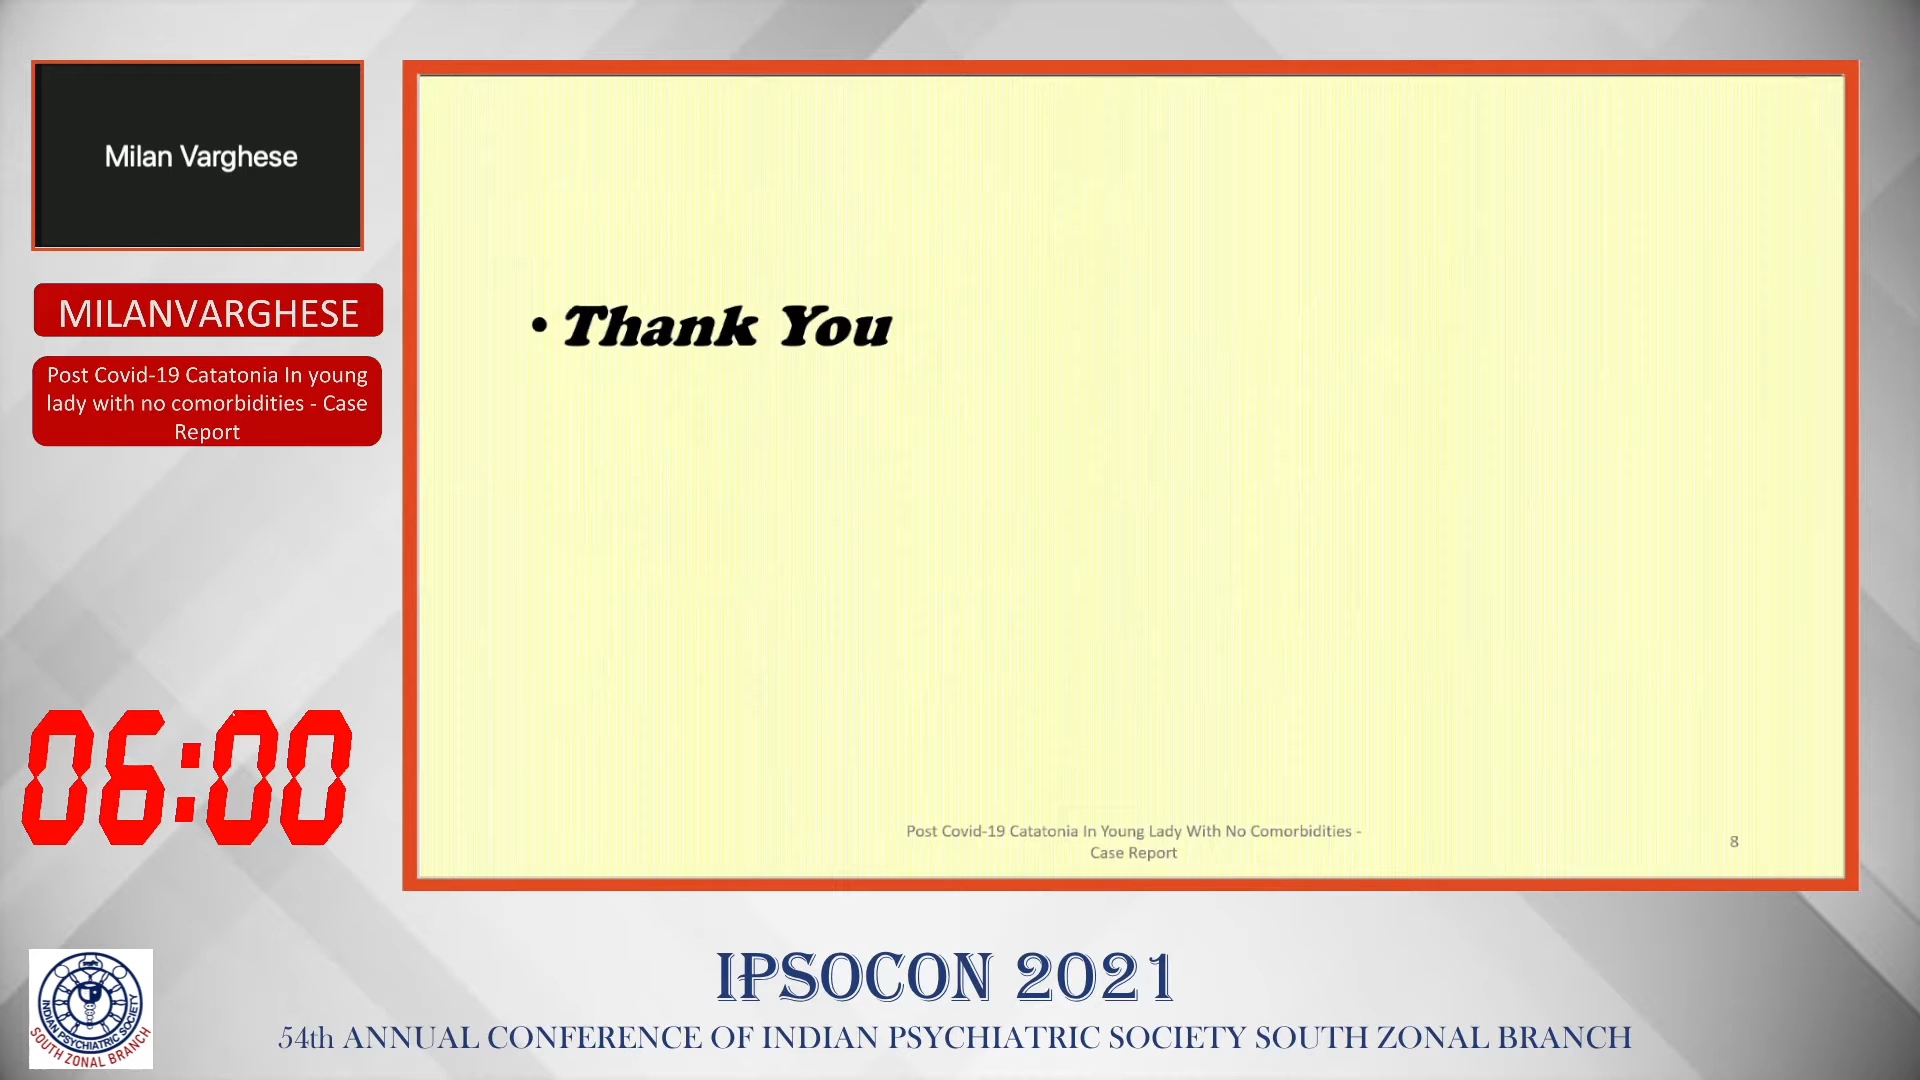 Milan Varghese
MILANVARGHESE
Post Covid-19 Catatonia In young
lady with no comorbidities - Case
Report
• Thank You
06:00
Post Covid-19 Catatonia In Young Lady With No Comorbidities -
Case Report
8
IPSOCON 2021
54th ANNUAL CONFERENCE OF INDIAN PSYCHIATRIC SOCIETY SOUTH ZONAL BRANCH
INDIAN PSYCHIATRIC SOCIETY
SOUTH ZONAL BRANCH